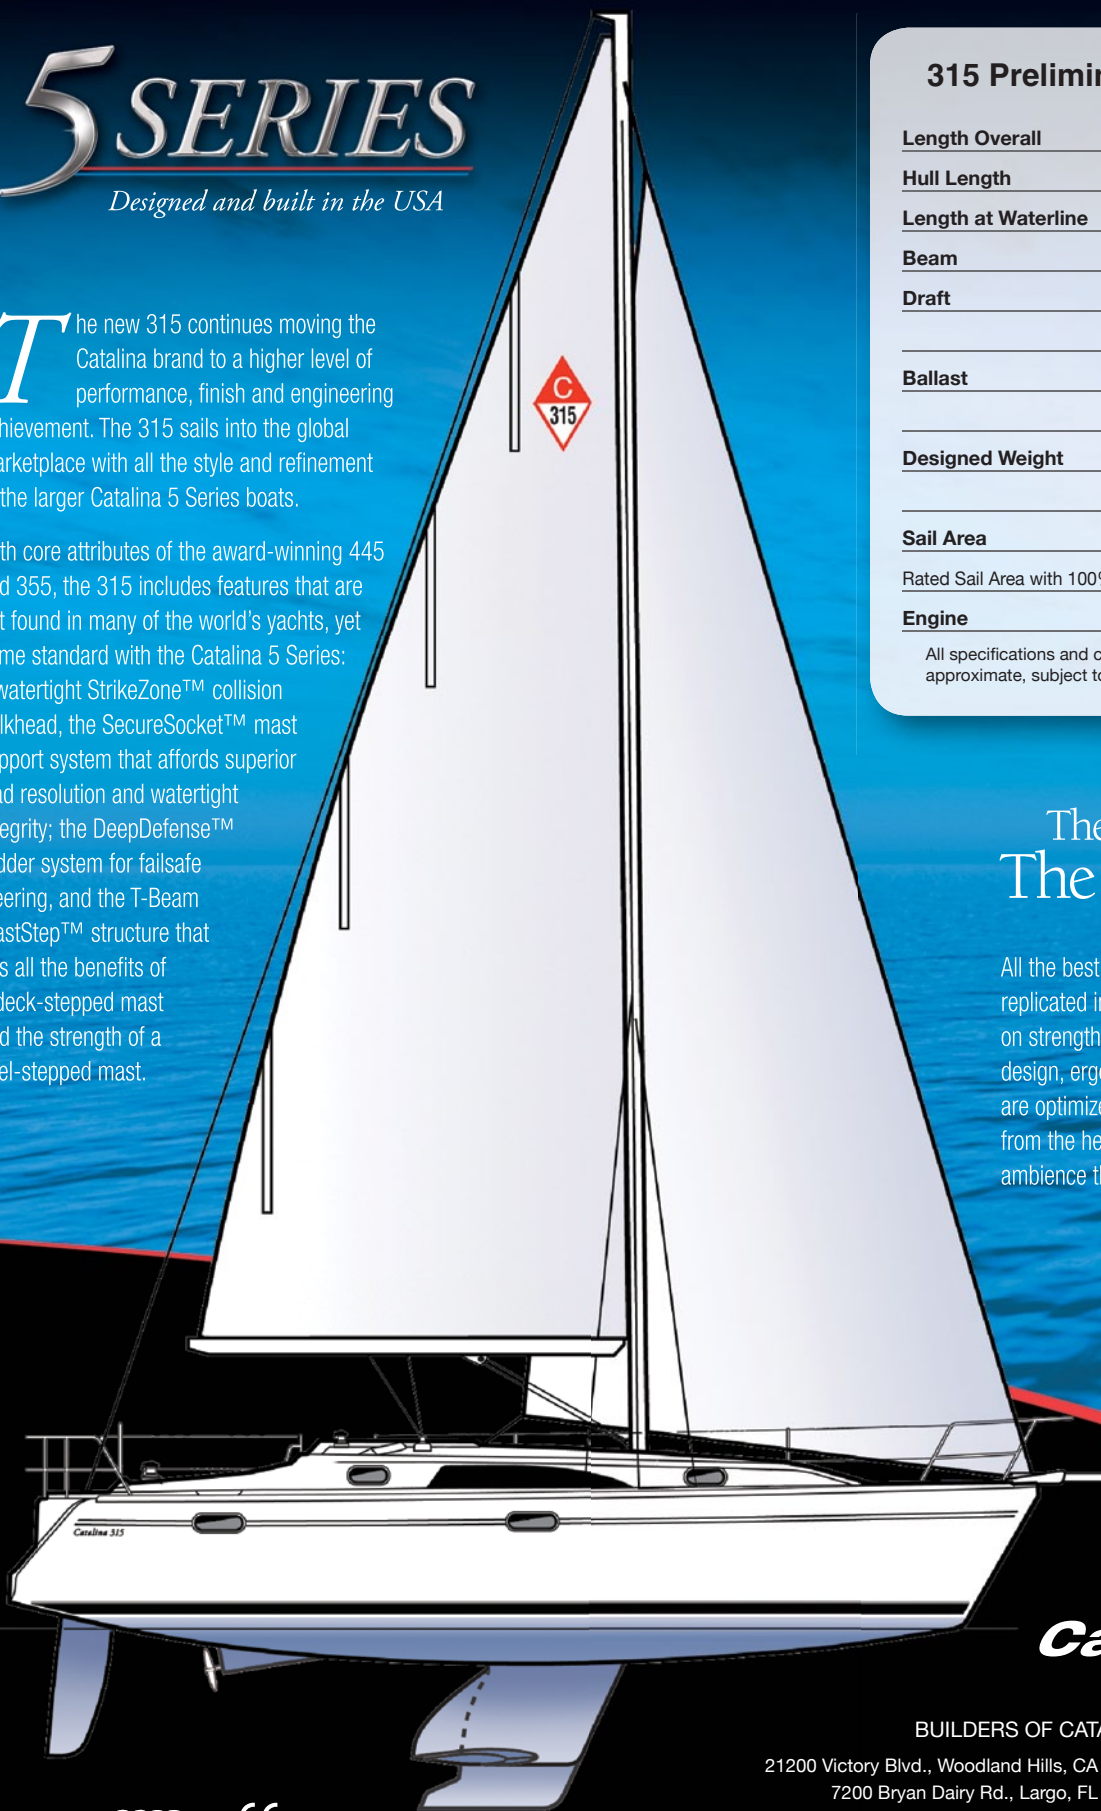 5 SERIES
Designed and built in the USA
The new 315 continues moving the
Catalina brand to a higher level of
performance, finish and engineering
hievement. The 315 sails into the global
arketplace with all the style and refinement
the larger Catalina 5 Series boats.
th core attributes of the award-winning 445
d 355, the 315 includes features that are
t found in many of the world's yachts, yet
me standard with the Catalina 5 Series:
watertight StrikeZone™ collision
lkhead, the SecureSocket™ mast
pport system that affords superior
ad resolution and watertight
egrity; the DeepDefense™
dder system for failsafe
eering, and the T-Beam
astStep™ structure that
s all the benefits of
deck-stepped mast
d the strength of a
el-stepped mast.
C
315
Catalina 315
315 Prelimin
Length Overall
Hull Length
Length at Waterline
Beam
Draft
Ballast
Designed Weight
Sail Area
Rated Sail Area with 100%
Engine
All specifications and c
approximate, subject to
The
The
All the best
replicated i
on strength
design, erg
are optimize
from the he
ambience t
Ca
BUILDERS OF CATA
21200 Victory Blvd., Woodland Hills, CA
7200 Bryan Dairy Rd., Largo, FL